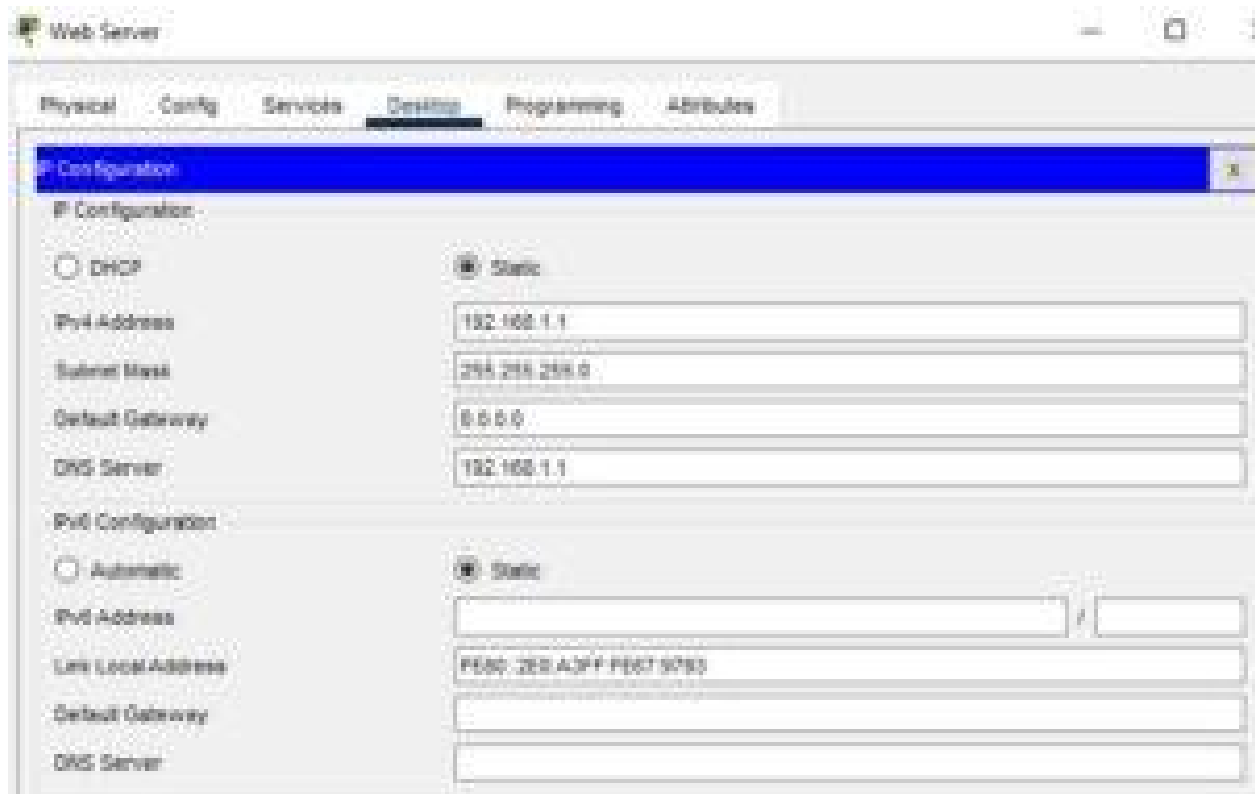 Web Server
Physical Config Services Desktop Programming Attributes
IP Configuration X
IP Configuration
DHCP Static
IPv4 Address 192.168.1.1
Subnet Mask 255.255.255.0
Default Gateway 0.0.0.0
DNS Server 192.168.1.1
IPv6 Configuration
Automatic Static
IPv6 Address /
Link Local Address
Default Gateway
DNS Server